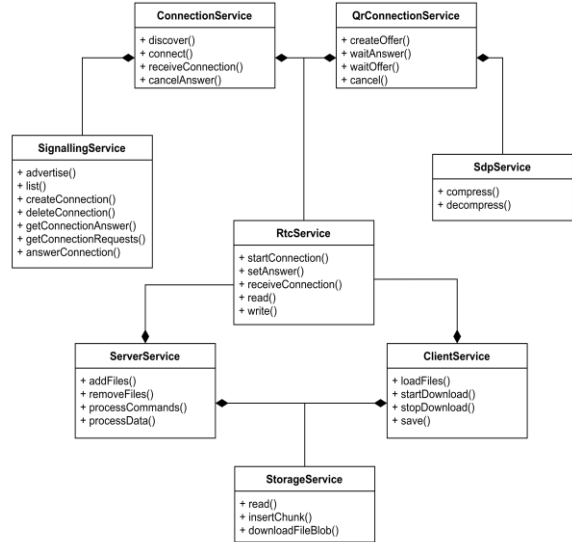 ConnectionService
+ discover()
+ connect()
+ receiveConnection()
+ cancelAnswer()
QrConnectionService
+ createOffer()
+ waitAnswer()
+ waitOffer()
+ cancel()
SignallingService
+ advertise()
+ list()
+ createConnection()
+ deleteConnection()
+ getConnectionAnswer()
+ getConnectionRequests()
+ answerConnection()
SdpService
+ compress()
+ decompress()
RtcService
+ startConnection()
+ setAnswer()
+ receiveConnection()
+ read()
+ write()
ServerService
+ addFiles()
+ removeFiles()
+ processCommands()
+ processData()
ClientService
+ loadFiles()
+ startDownload()
+ stopDownload()
+ save()
StorageService
+ read()
+ insertChunk()
+ downloadFileBlob()